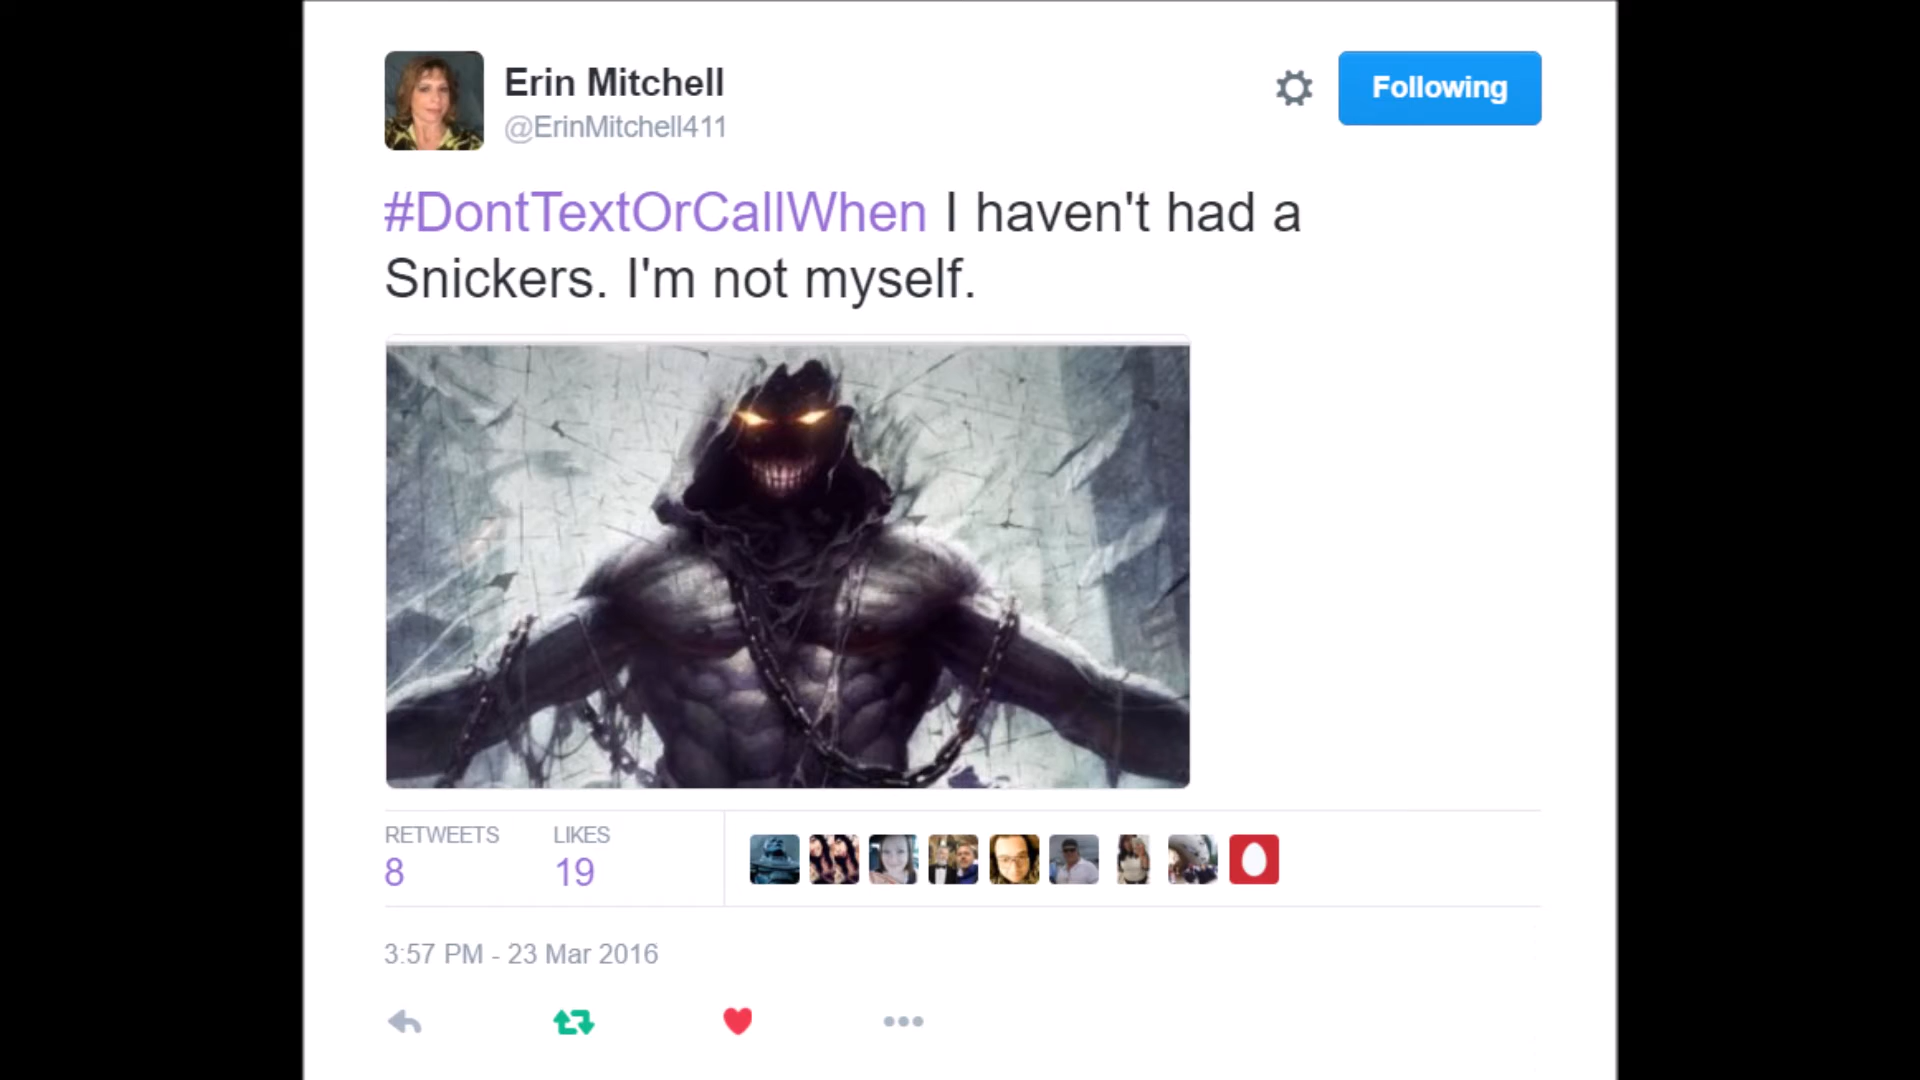 Erin Mitchell
@ErinMitchell411
Following
#DontTextOrCallWhen I haven't had a
Snickers. I'm not myself.
RETWEETS
8
LIKES
19
3:57 PM - 23 Mar 2016